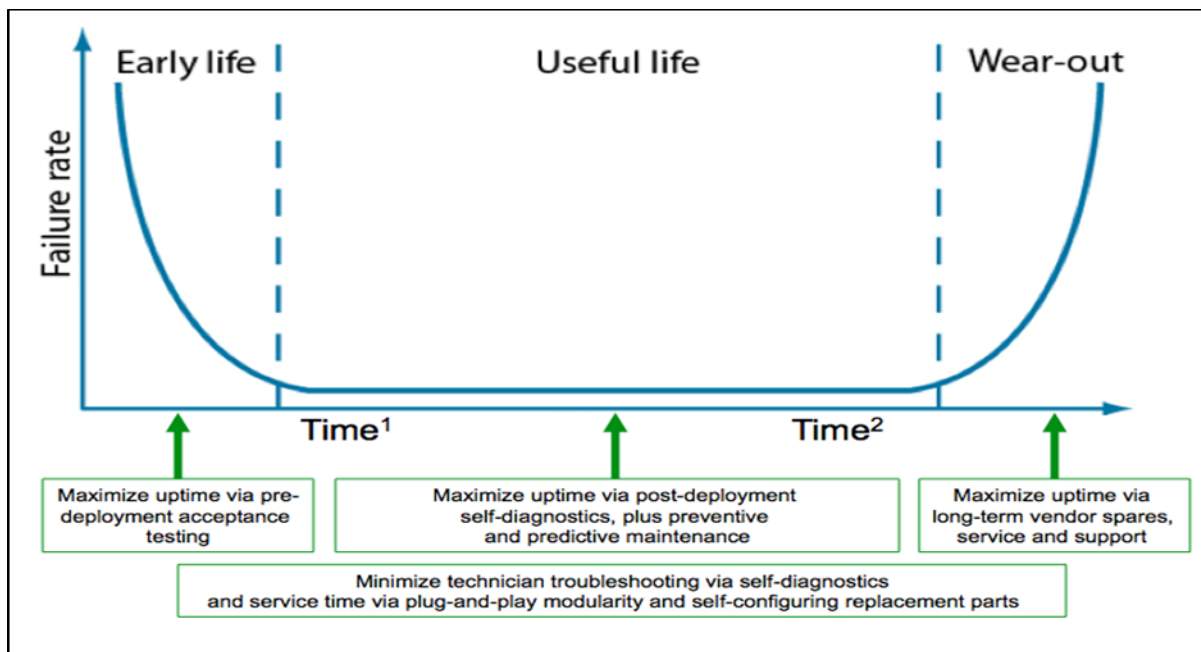 Early life
Useful life
Wear-out
Failure rate
Time¹
Time²
Maximize uptime via pre-
deployment acceptance
testing
Maximize uptime via post-deployment
self-diagnostics, plus preventive
and predictive maintenance
Maximize uptime via
long-term vendor spares,
service and support
Minimize technician troubleshooting via self-diagnostics
and service time via plug-and-play modularity and self-configuring replacement parts